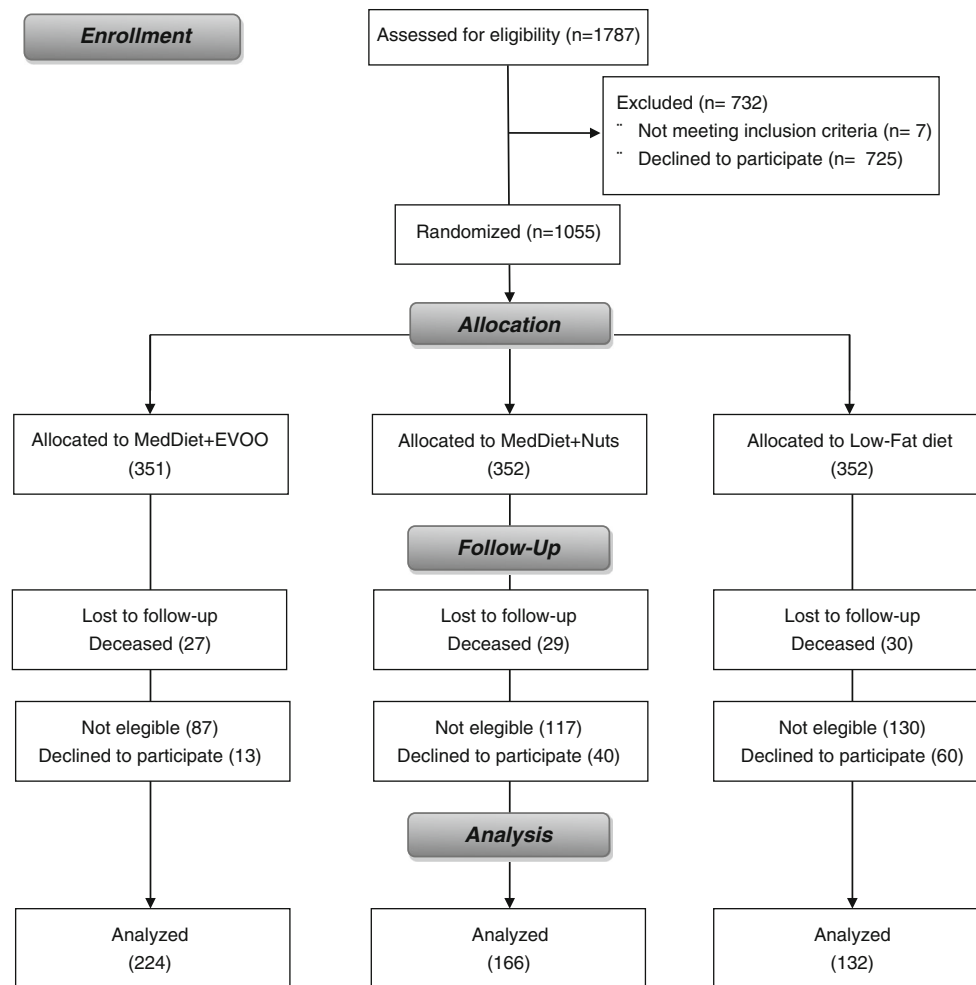 Enrollment
Assessed for eligibility (n=1787)
Excluded (n= 732)
¨ Not meeting inclusion criteria (n= 7)
¨ Declined to participate (n= 725)
Randomized (n=1055)
Allocation
Allocated to MedDiet+EVOO
(351)
Allocated to MedDiet+Nuts
(352)
Allocated to Low-Fat diet
(352)
Follow-Up
Lost to follow-up
Deceased (27)
Lost to follow-up
Deceased (29)
Lost to follow-up
Deceased (30)
Not elegible (87)
Declined to participate (13)
Not elegible (117)
Declined to participate (40)
Not elegible (130)
Declined to participate (60)
Analysis
Analyzed
(224)
Analyzed
(166)
Analyzed
(132)